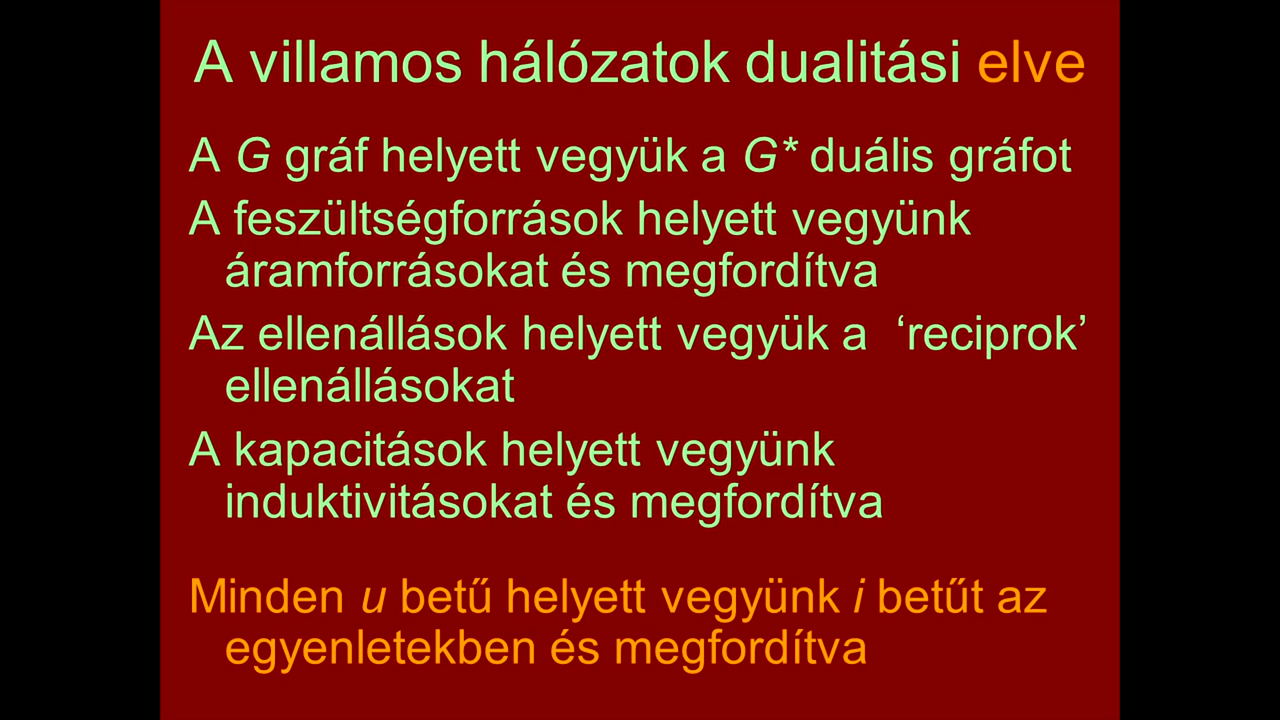 A villamos hálózatok dualitási elve
A G gráf helyett vegyük a G* duális gráfot
A feszültségforrások helyett vegyünk
áramforrásokat és megfordítva
Az ellenállások helyett vegyük a ‘reciprok’
ellenállásokat
A kapacitások helyett vegyünk
induktivitásokat és megfordítva
Minden u betű helyett vegyünk i betűt az
egyenletekben és megfordítva